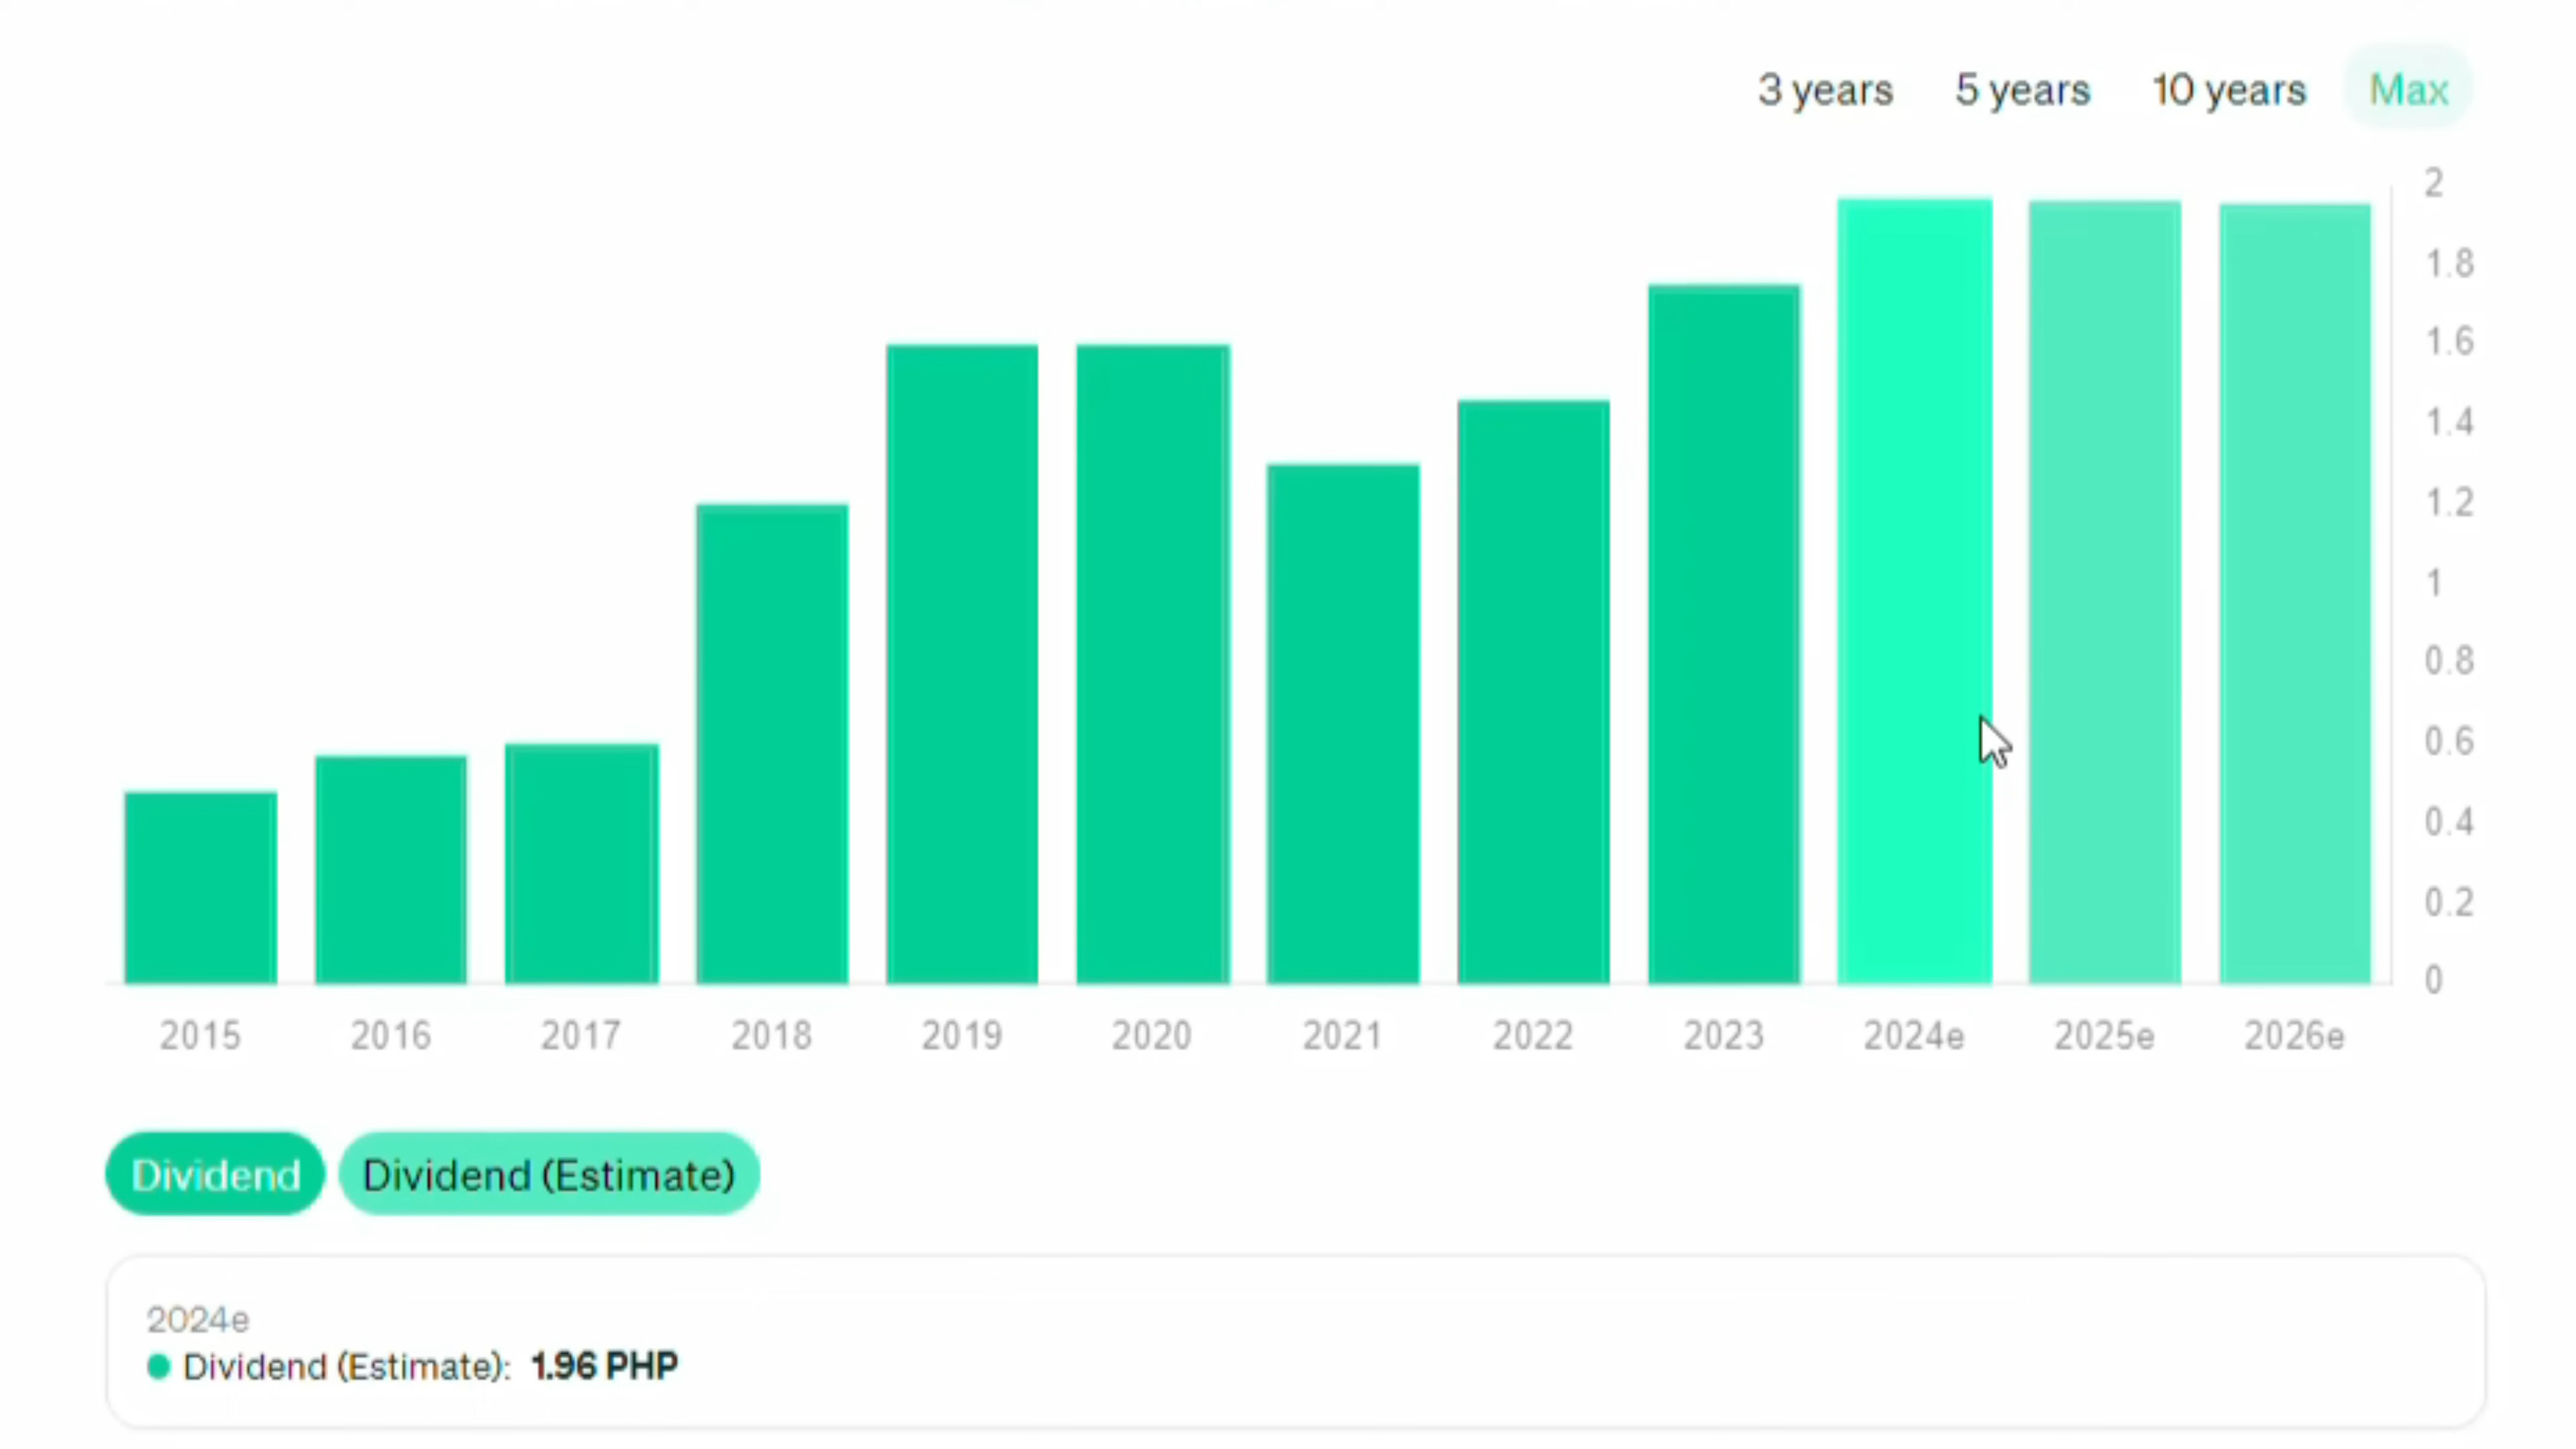 3 years 5 years 10 years Max
2
1.8
1.6
1.4
1.2
1
0.8
0.6
0.4
0.2
0
2015 2016 2017 2018 2019 2020 2021 2022 2023 2024e 2025e 2026e
Dividend Dividend (Estimate)
2024e
Dividend (Estimate): 1.96 PHP